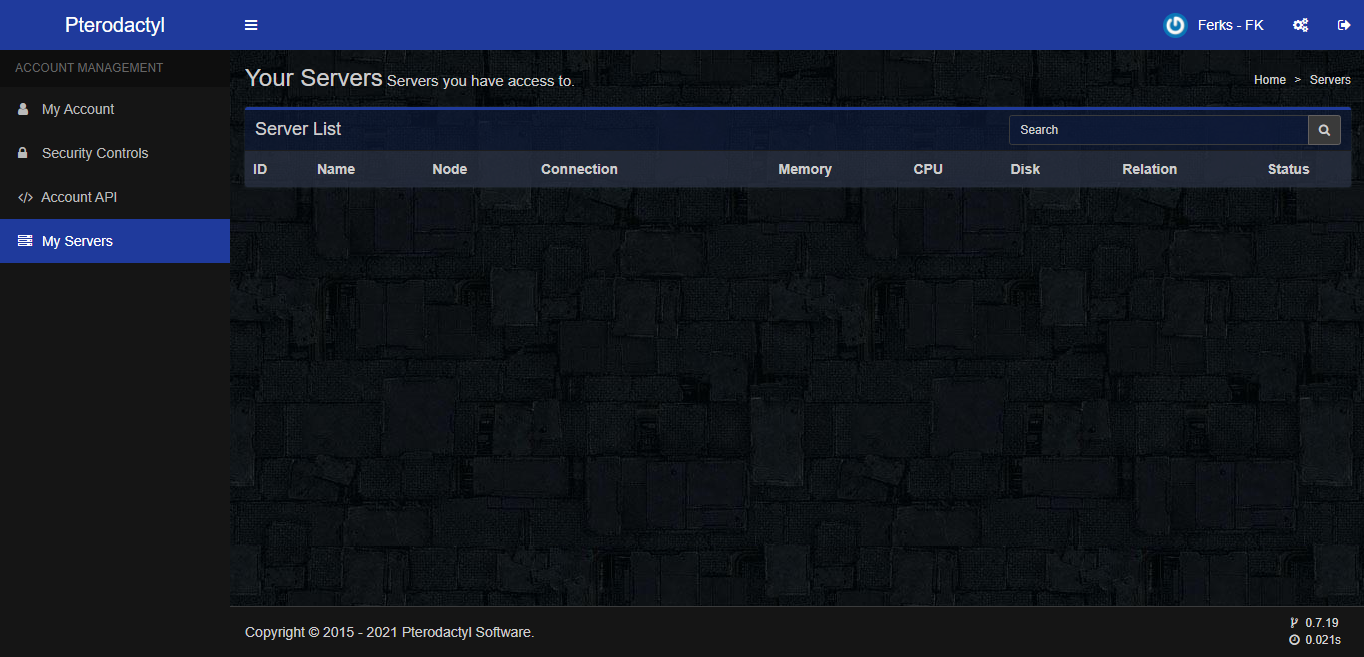 Pterodactyl
Ferks - FK
ACCOUNT MANAGEMENT
My Account
Security Controls
Account API
My Servers
Your Servers Servers you have access to.
Home > Servers
Server List
Search
ID Name Node Connection Memory CPU Disk Relation Status
Copyright © 2015 - 2021 Pterodactyl Software.
0.7.19
0.021s